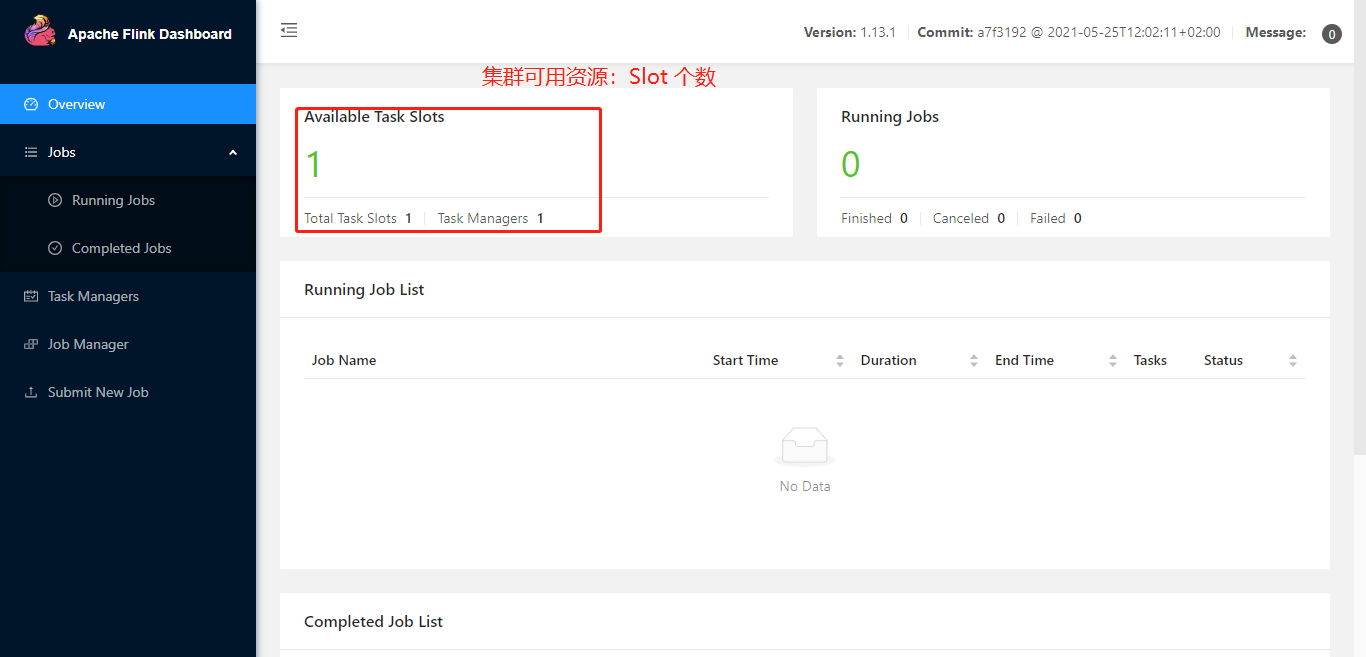 Apache Flink Dashboard
Version: 1.13.1 Commit: a7f3192 @ 2021-05-25T12:02:11+02:00 Message: 0
Overview
Jobs
Running Jobs
Completed Jobs
Task Managers
Job Manager
Submit New Job
集群可用资源：Slot 个数
Available Task Slots
1
Total Task Slots 1 Task Managers 1
Running Jobs
0
Finished 0 Canceled 0 Failed 0
Running Job List
Job Name Start Time Duration End Time Tasks Status
No Data
Completed Job List